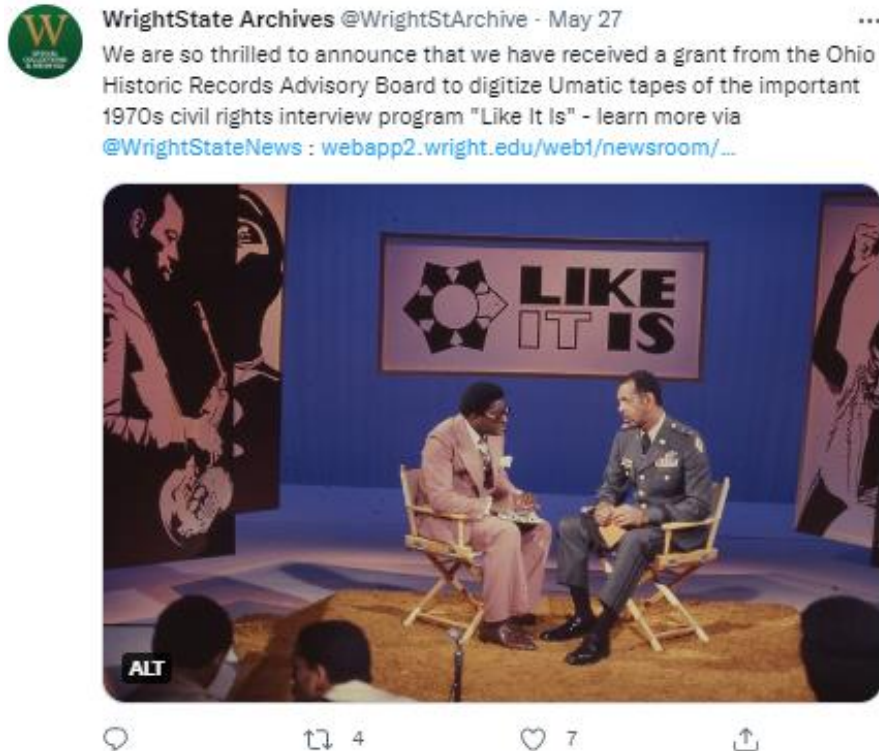 WrightState Archives @WrightStArchive · May 27
We are so thrilled to announce that we have received a grant from the Ohio
Historic Records Advisory Board to digitize Umatic tapes of the important
1970s civil rights interview program "Like It Is" - learn more via
@WrightStateNews : webapp2.wright.edu/web1/newsroom/...
W
LIKE
IT IS
ALT
4
7